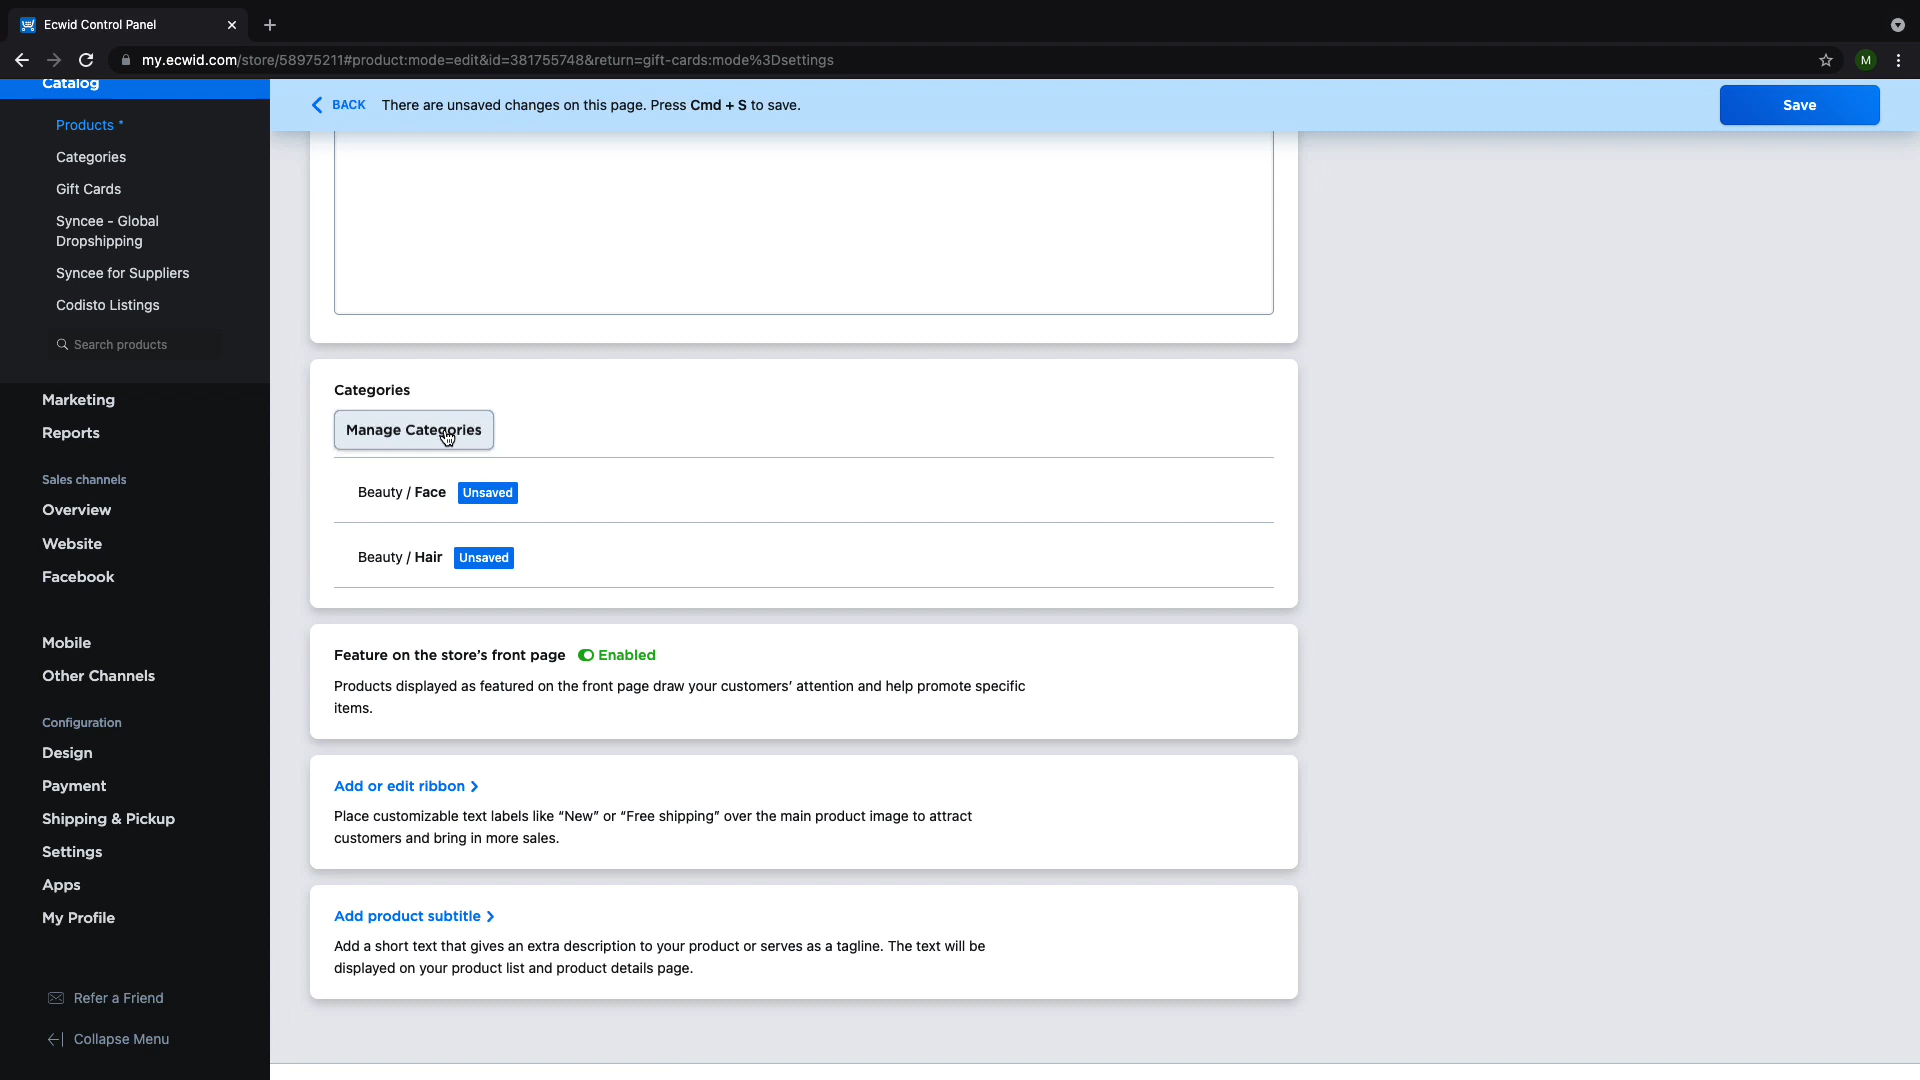 Ecwid Control Panel
my.ecwid.com/store/58975211#product:mode=edit&id=381755748&return=gift-cards:mode%3Dsettings
M
Catalog
Products *
Categories
Gift Cards
Syncee - Global
Dropshipping
Syncee for Suppliers
Codisto Listings
Search products
Marketing
Reports
Sales channels
Overview
Website
Facebook
Mobile
Other Channels
Configuration
Design
Payment
Shipping & Pickup
Settings
Apps
My Profile
Refer a Friend
Collapse Menu
BACK There are unsaved changes on this page. Press Cmd + S to save.
Save
Categories
Manage Categories
Beauty / Face Unsaved
Beauty / Hair Unsaved
Feature on the store’s front page Enabled
Products displayed as featured on the front page draw your customers’ attention and help promote specific
items.
Add or edit ribbon
Place customizable text labels like “New” or “Free shipping” over the main product image to attract
customers and bring in more sales.
Add product subtitle
Add a short text that gives an extra description to your product or serves as a tagline. The text will be
displayed on your product list and product details page.